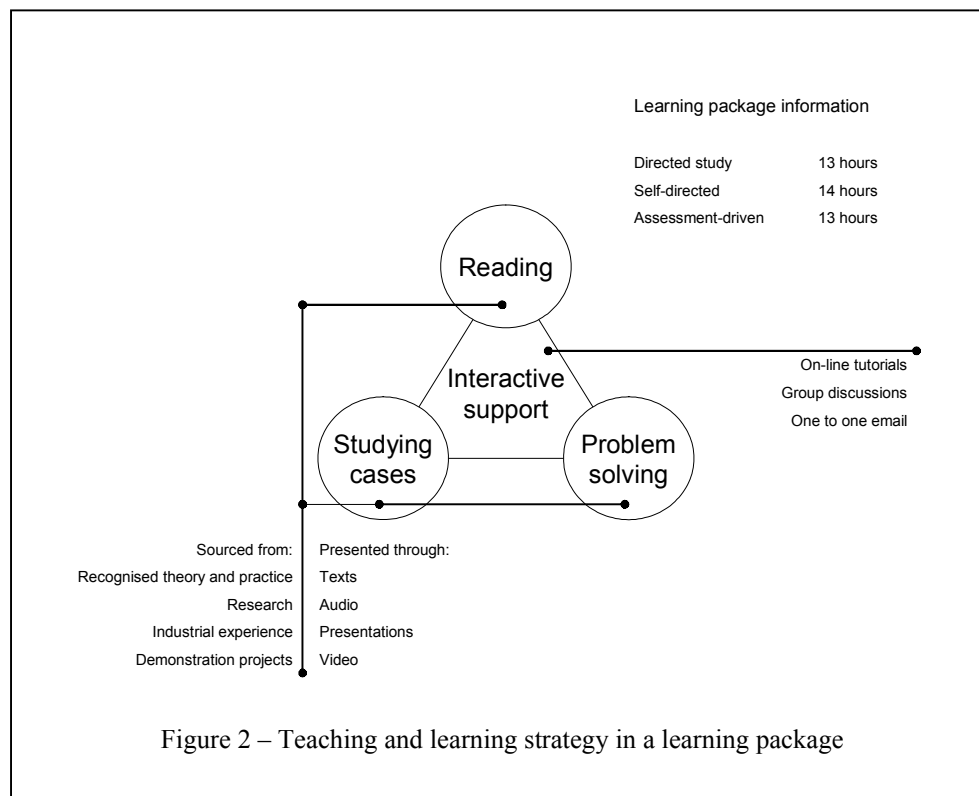 Learning package information
Directed study 13 hours
Self-directed 14 hours
Assessment-driven 13 hours
Reading
Interactive
support
On-line tutorials
Group discussions
One to one email
Studying
cases
Problem
solving
Sourced from: Presented through:
Recognised theory and practice Texts
Research Audio
Industrial experience Presentations
Demonstration projects Video
Figure 2 – Teaching and learning strategy in a learning package